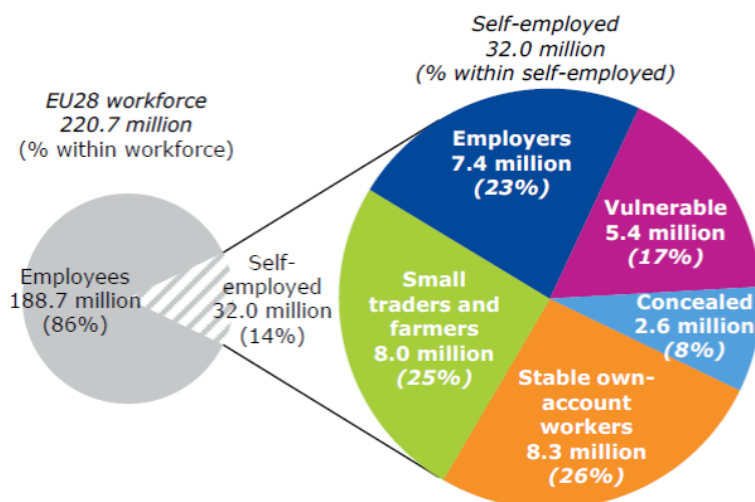 EU28 workforce
220.7 million
(% within workforce)
Employees
188.7 million
(86%)
Self-
employed
32.0 million
(14%)
Self-employed
32.0 million
(% within self-employed)
Employers
7.4 million
(23%)
Vulnerable
5.4 million
(17%)
Concealed
2.6 million
(8%)
Stable own-
account
workers
8.3 million
(26%)
Small
traders and
farmers
8.0 million
(25%)